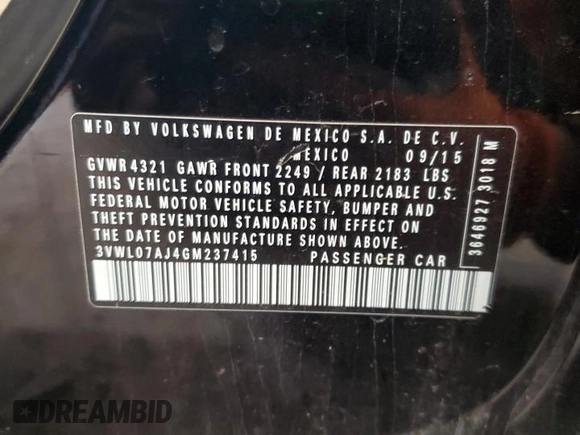 MFD BY VOLKSWAGEN DE MEXICO S.A. DE C.V.
MEXICO 09/15
GVWR 4321 GAWR FRONT 2249 / REAR 2183 LBS
THIS VEHICLE CONFORMS TO ALL APPLICABLE U.S.
FEDERAL MOTOR VEHICLE SAFETY, BUMPER AND
THEFT PREVENTION STANDARDS IN EFFECT ON
THE DATE OF MANUFACTURE SHOWN ABOVE.
3VWL07AJ4GM237415 PASSENGER CAR
3646927 3018 M
DREAMBID